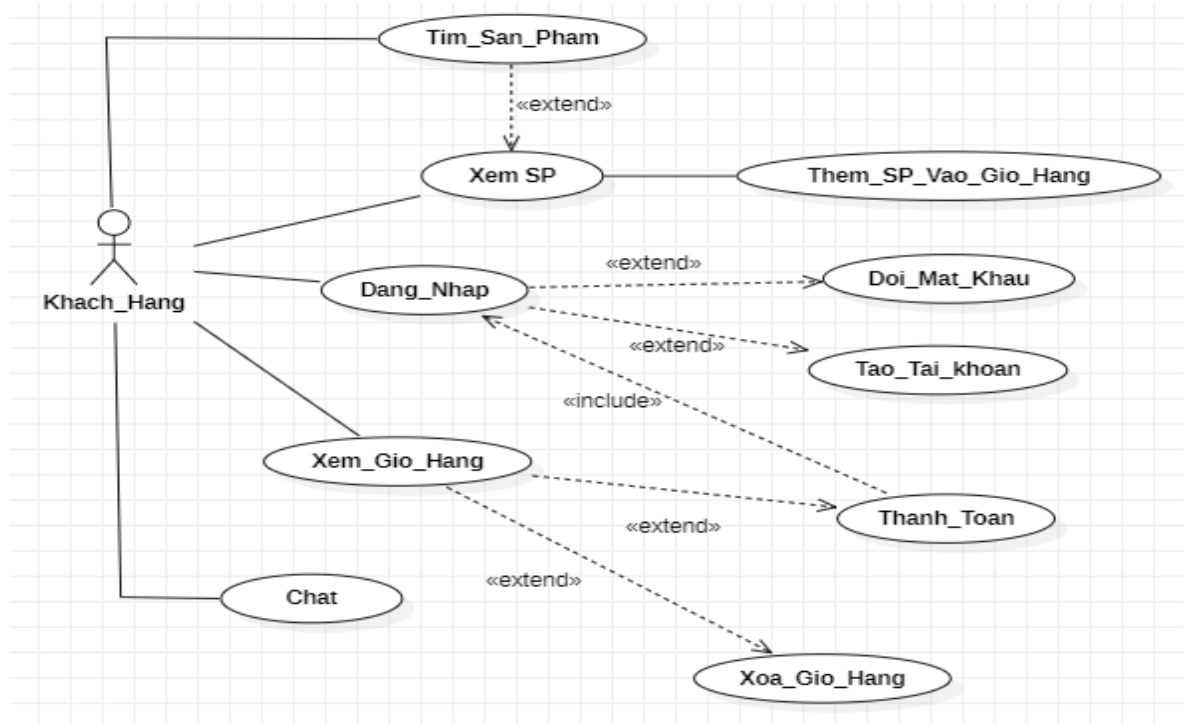 Tim_San_Pham
«extend»
Xem SP
Them_SP_Vao_Gio_Hang
Khach_Hang
Dang_Nhap
«extend»
Doi_Mat_Khau
«extend»
Tao_Tai_khoan
«include»
Xem_Gio_Hang
«extend»
Thanh_Toan
«extend»
Chat
Xoa_Gio_Hang